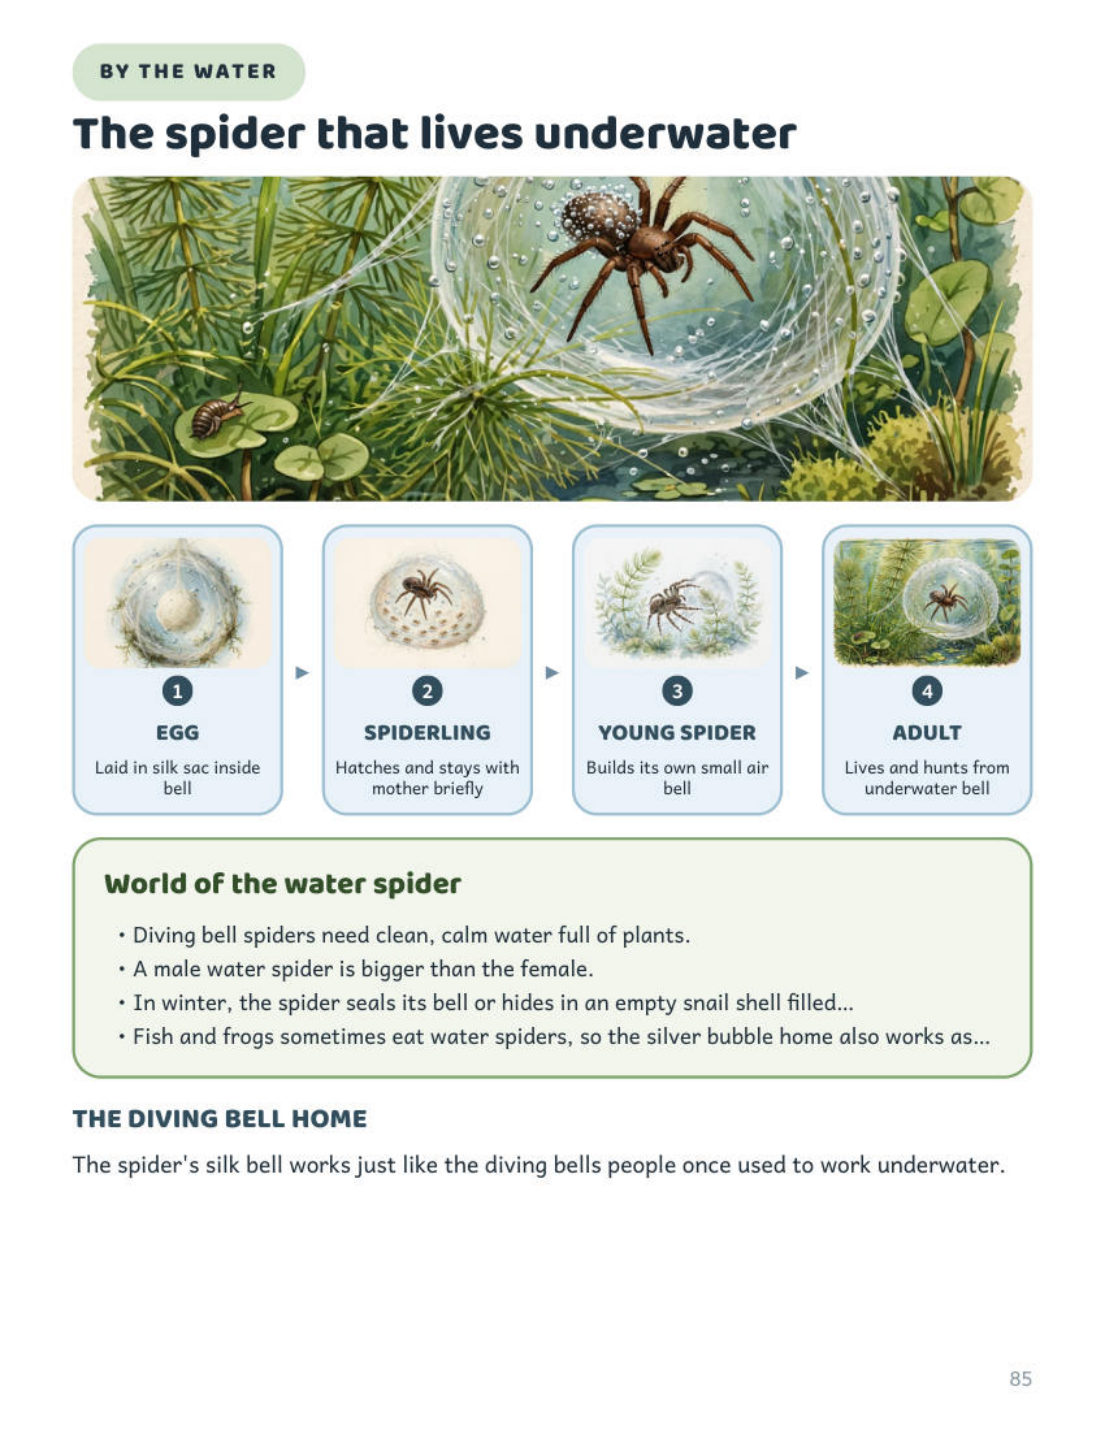 BY THE WATER
The spider that lives underwater
1
EGG
Laid in silk sac inside
bell
2
SPIDERLING
Hatches and stays with
mother briefly
3
YOUNG SPIDER
Builds its own small air
bell
4
ADULT
Lives and hunts from
underwater bell
World of the water spider
• Diving bell spiders need clean, calm water full of plants.
• A male water spider is bigger than the female.
• In winter, the spider seals its bell or hides in an empty snail shell filled...
• Fish and frogs sometimes eat water spiders, so the silver bubble home also works as...
THE DIVING BELL HOME
The spider's silk bell works just like the diving bells people once used to work underwater.
85